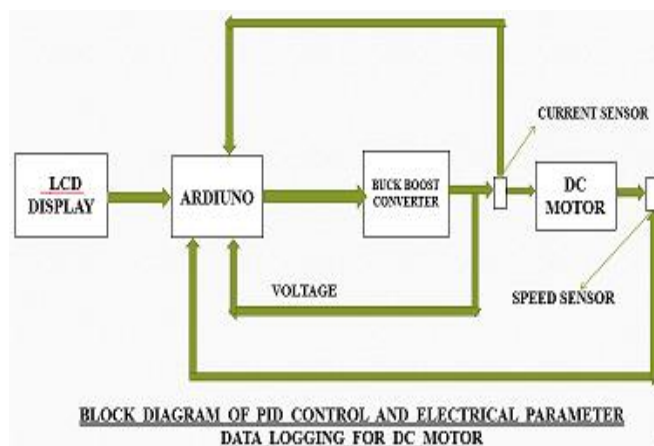 CURRENT SENSOR
LCD
DISPLAY
ARDIUNO
BUCK BOOST
CONVERTER
DC
MOTOR
VOLTAGE
SPEED SENSOR
BLOCK DIAGRAM OF PID CONTROL AND ELECTRICAL PARAMETER
DATA LOGGING FOR DC MOTOR